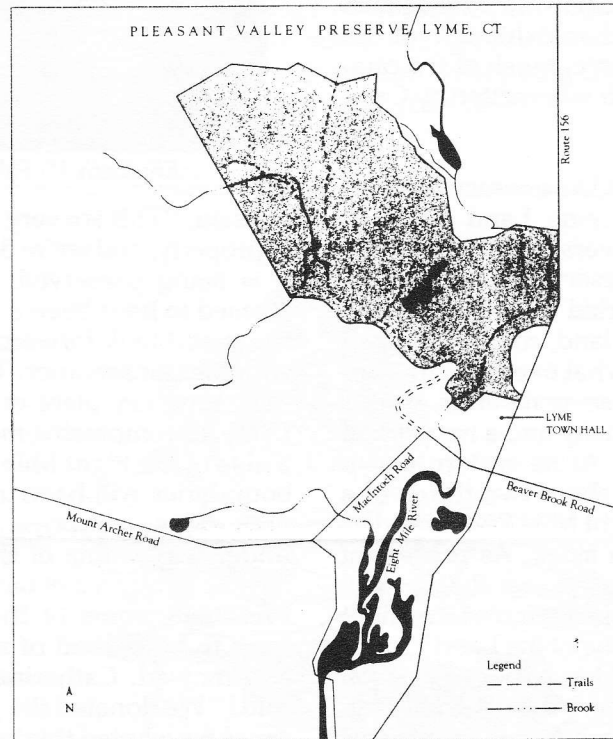 PLEASANT VALLEY PRESERVE, LYME, CT
Route 156
LYME
TOWN HALL
MacIntoch Road
Beaver Brook Road
Mount Archer Road
Eight Mile River
Legend
Trails
Brook
N